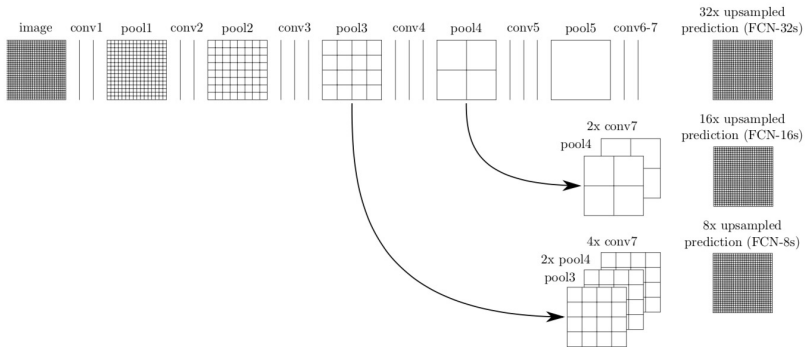 image
conv1
pool1
conv2
pool2
conv3
pool3
conv4
pool4
conv5
pool5
conv6-7
32x upsampled
prediction (FCN-32s)
2x conv7
pool4
16x upsampled
prediction (FCN-16s)
4x conv7
2x pool4
pool3
8x upsampled
prediction (FCN-8s)